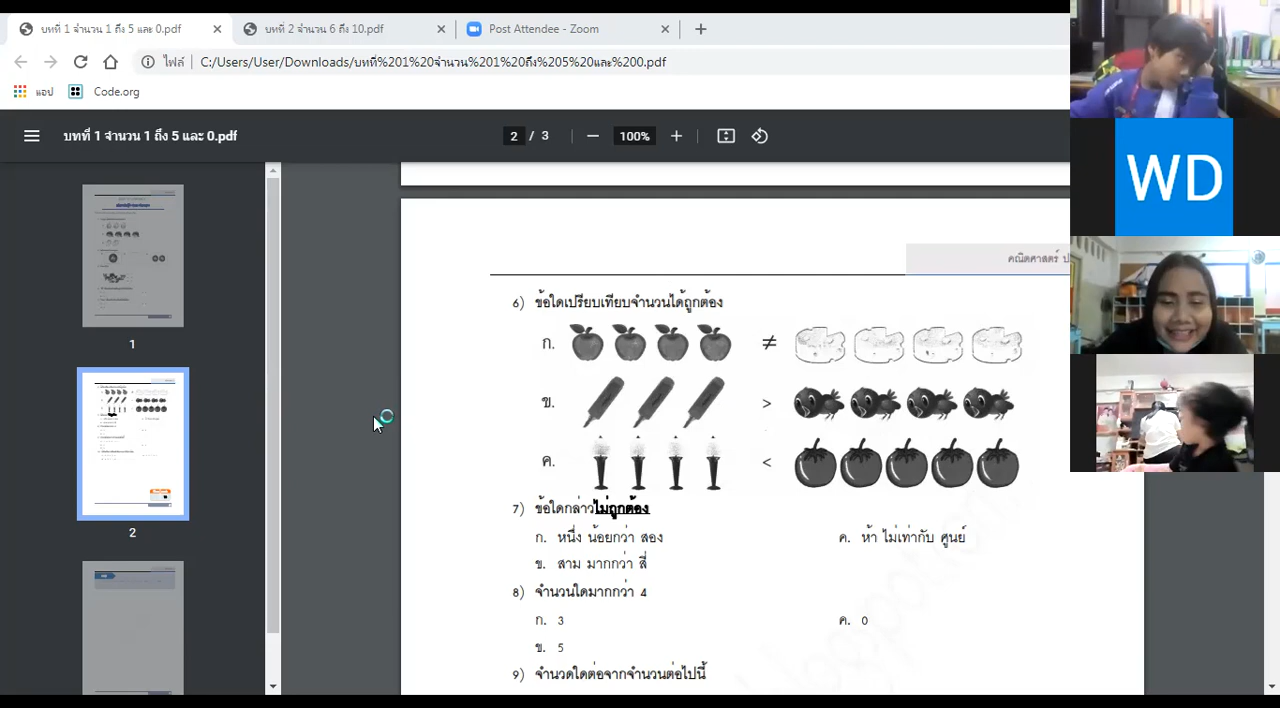 บทที่ 1 จำนวน 1 ถึง 5 และ 0.pdf
บทที่ 2 จำนวน 6 ถึง 10.pdf
Post Attendee - Zoom
ไฟล์ C:/Users/User/Downloads/บทที่%201%20จำนวน%201%20ถึง%205%20และ%200.pdf
แอป
Code.org
บทที่ 1 จำนวน 1 ถึง 5 และ 0.pdf
2 / 3
100%
WD
1
2
คณิตศาสตร์ ป
6) ข้อใดเปรียบเทียบจำนวนได้ถูกต้อง
ก. ≠
ข. >
ค. <
7) ข้อใดกล่าวไม่ถูกต้อง
ก. หนึ่ง น้อยกว่า สอง ค. ห้า ไม่เท่ากับ ศูนย์
ข. สาม มากกว่า สี่
8) จำนวนใดมากกว่า 4
ก. 3 ค. 0
ข. 5
9) จำนวดใดต่อจากจำนวนต่อไปนี้